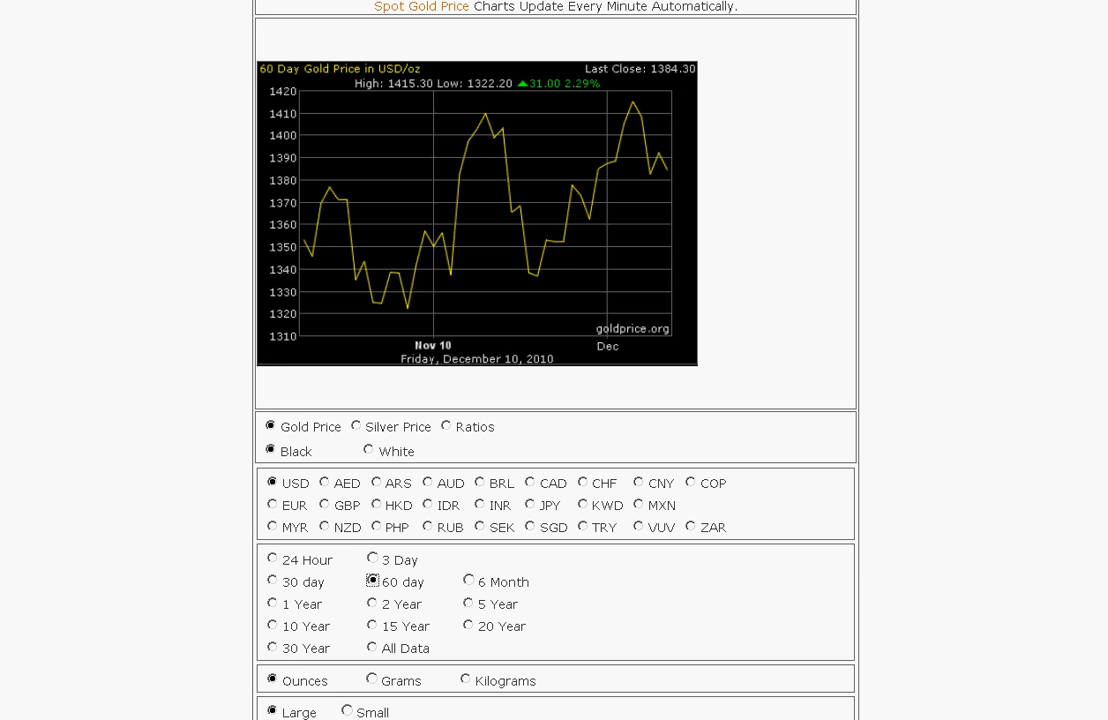 Spot Gold Price Charts Update Every Minute Automatically.
60 Day Gold Price in USD/oz Last Close: 1384.30
High: 1415.30 Low: 1322.20 ▲31.00 2.29%
1420
1410
1400
1390
1380
1370
1360
1350
1340
1330
1320
1310
goldprice.org
Nov 10 Dec
Friday, December 10, 2010
Gold Price Silver Price Ratios
Black White
USD AED ARS AUD BRL CAD CHF CNY COP
EUR GBP HKD IDR INR JPY KWD MXN
MYR NZD PHP RUB SEK SGD TRY VUV ZAR
24 Hour 3 Day
30 day 60 day 6 Month
1 Year 2 Year 5 Year
10 Year 15 Year 20 Year
30 Year All Data
Ounces Grams Kilograms
Large Small